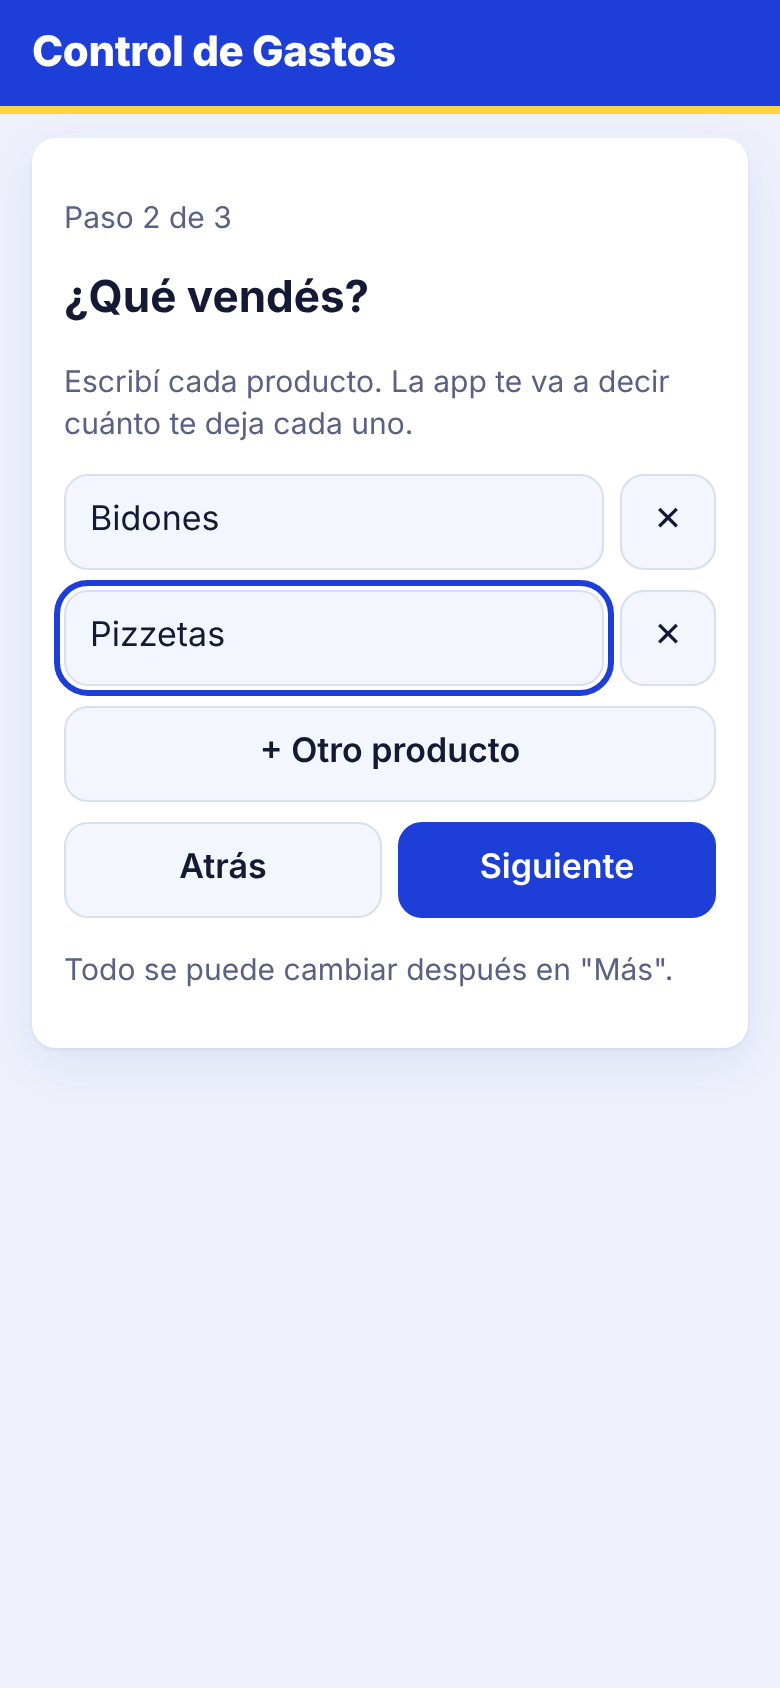 Control de Gastos
Paso 2 de 3
¿Qué vendés?
Escribí cada producto. La app te va a decir
cuánto te deja cada uno.
Bidones ✕
Pizzetas ✕
+ Otro producto
Atrás Siguiente
Todo se puede cambiar después en "Más".